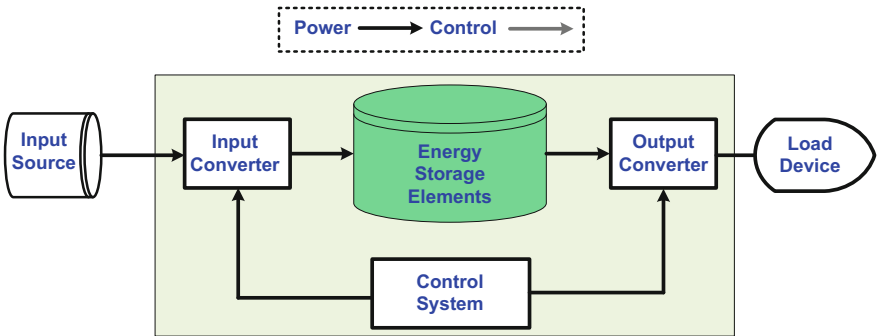 Power Control
Input
Source
Input
Converter
Energy
Storage
Elements
Output
Converter
Load
Device
Control
System